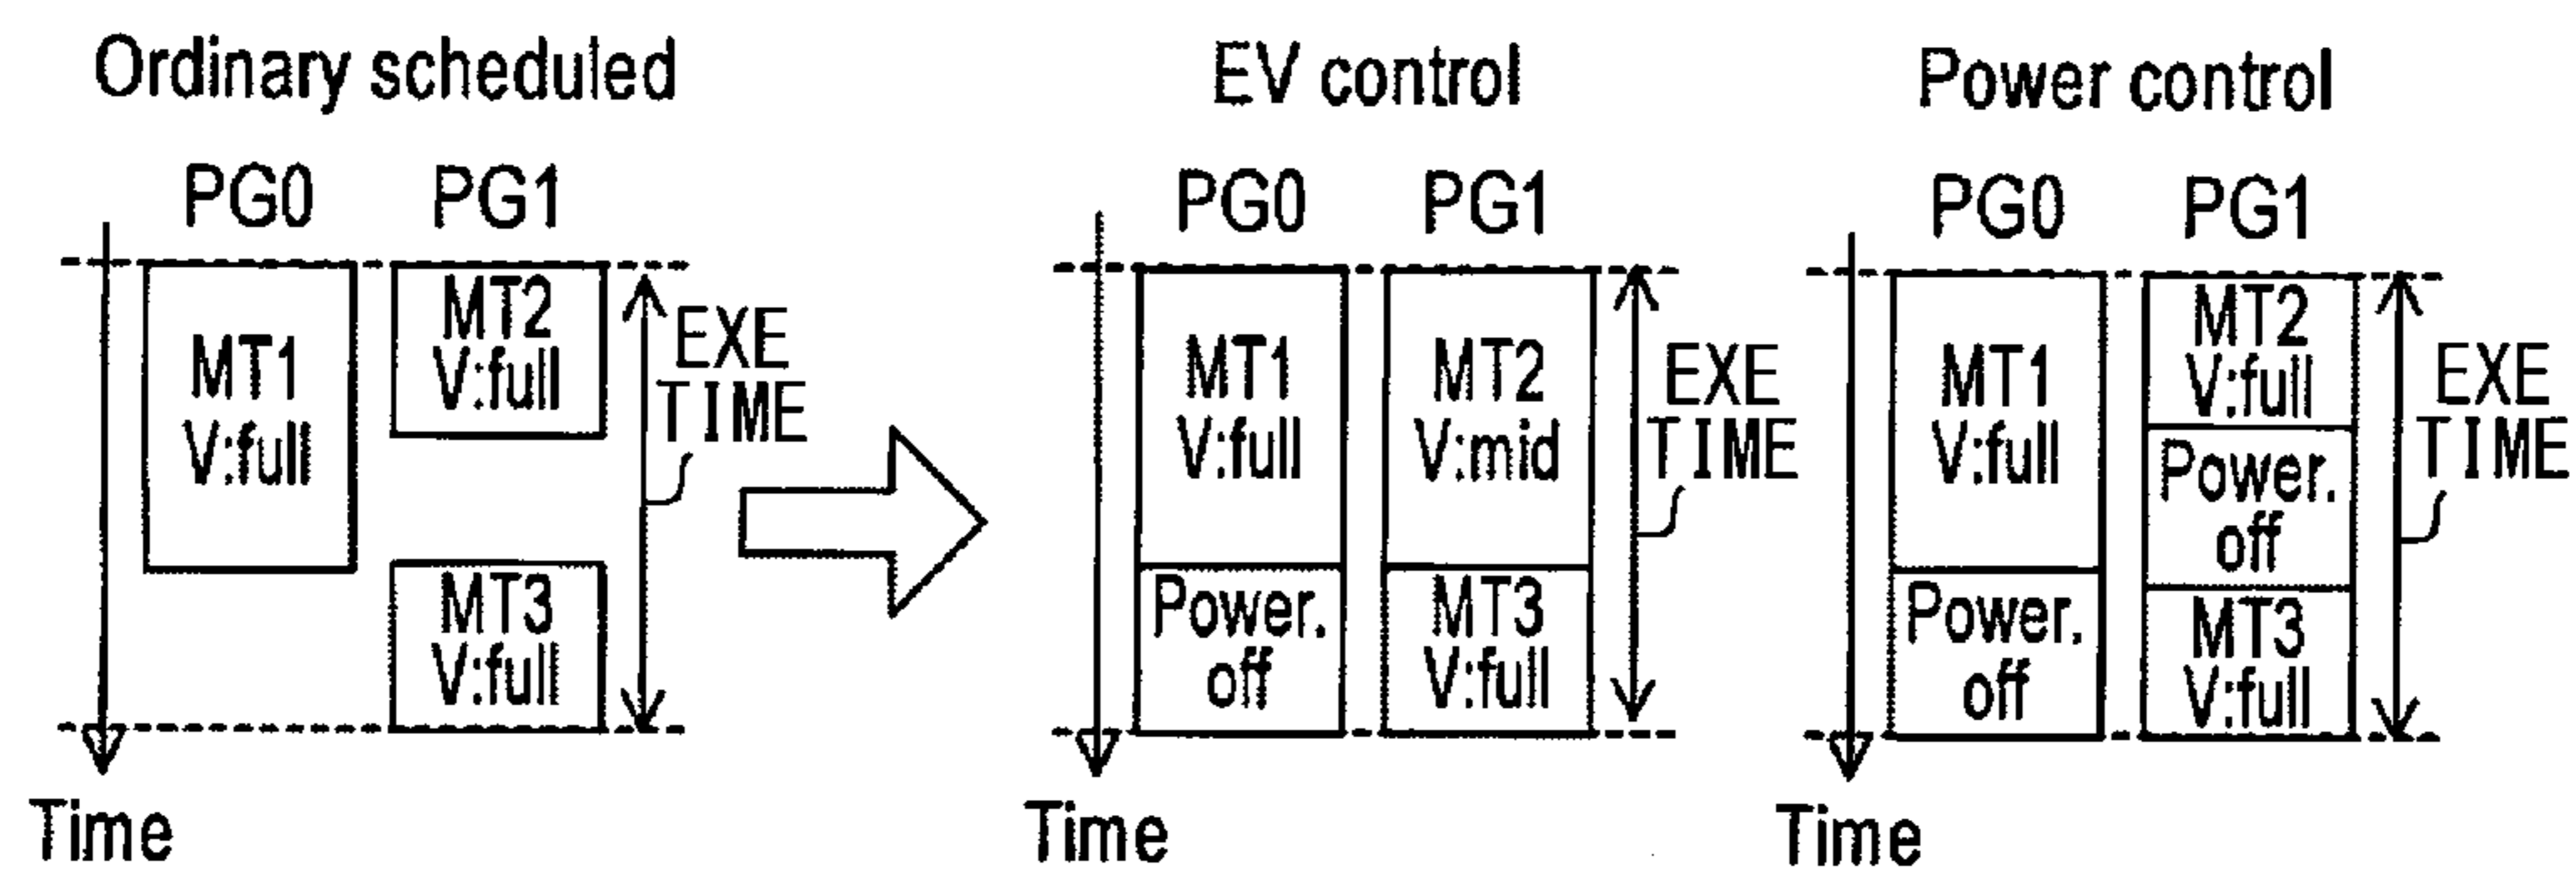 Ordinary scheduled
PG0 PG1
MT1
V:full
MT2
V:full
MT3
V:full
EXE
TIME
Time
EV control
PG0 PG1
MT1
V:full
Power.
off
MT2
V:mid
MT3
V:full
EXE
TIME
Time
Power control
PG0 PG1
MT1
V:full
Power.
off
MT2
V:full
Power.
off
MT3
V:full
EXE
TIME
Time